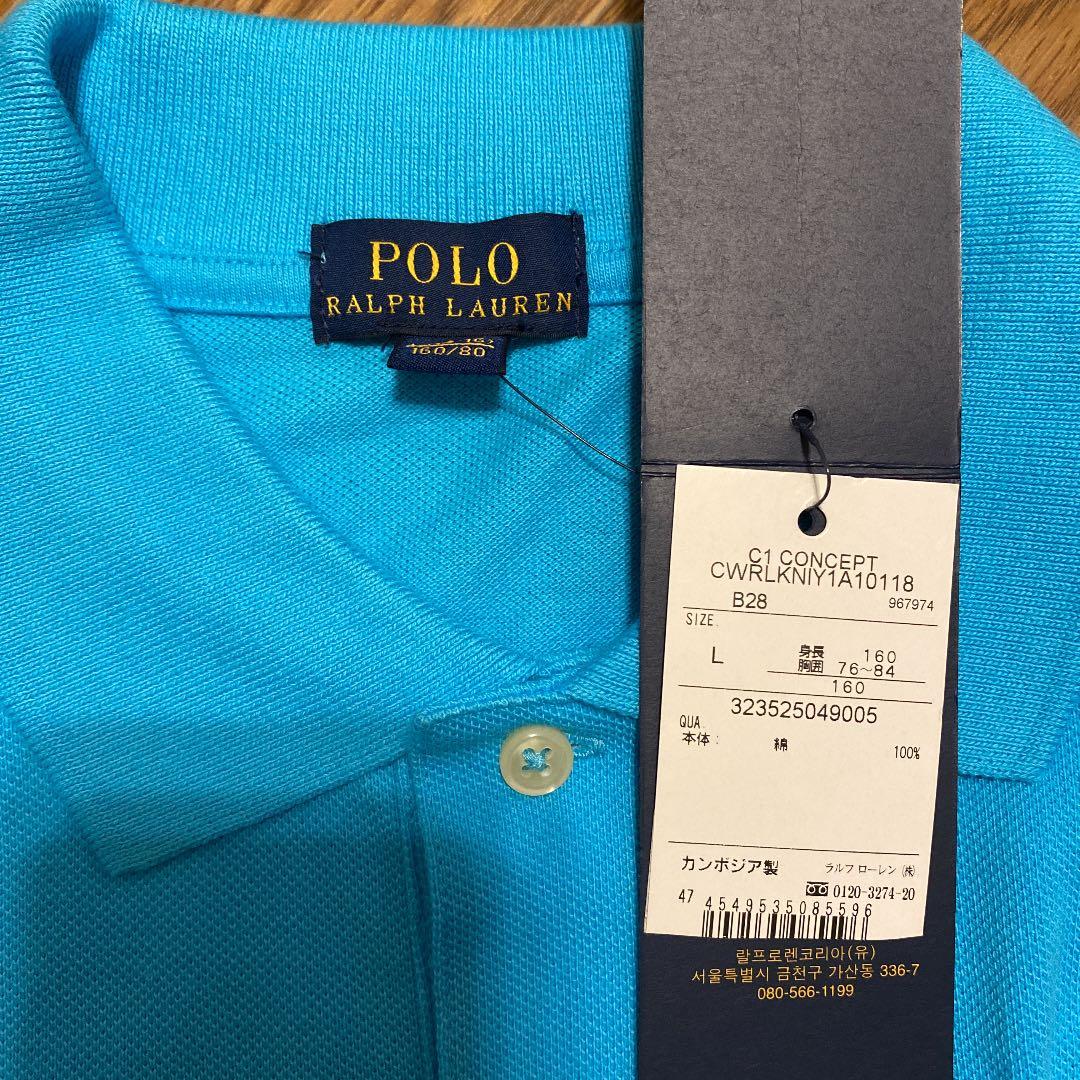 POLO
RALPH LAUREN
160/80
C1 CONCEPT
CWRLKNIY1A10118
B28 967974
SIZE.
L 身長 160
胸囲 76～84
160
323525049005
QUA.
本体: 綿 100%
カンボジア製 ラルフ ローレン (株)
0120-3274-20
47 4549535085596
랄프로렌코리아(유)
서울특별시 금천구 가산동 336-7
080-566-1199